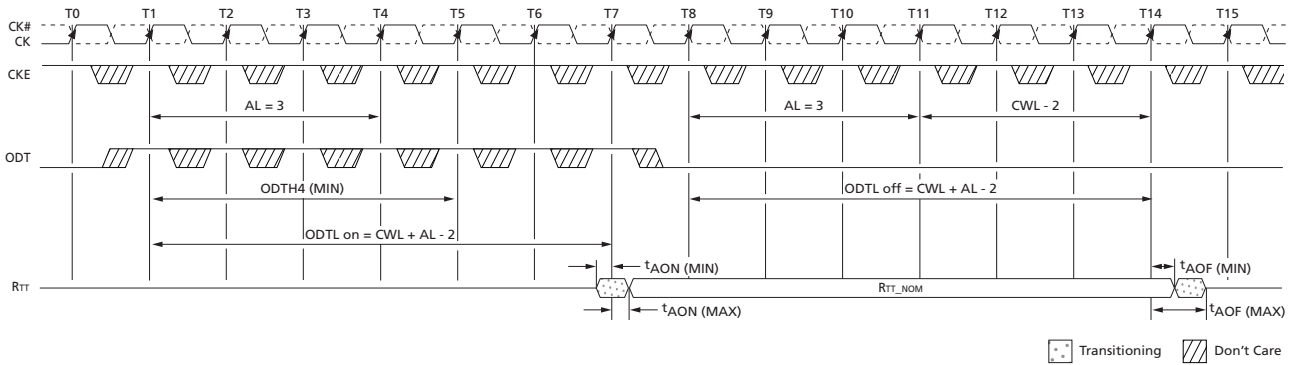 T0 T1 T2 T3 T4 T5 T6 T7 T8 T9 T10 T11 T12 T13 T14 T15
CK#
CK
CKE
AL = 3 AL = 3 CWL - 2
ODT
ODTH4 (MIN) ODTL off = CWL + AL - 2
ODTL on = CWL + AL - 2
tAON (MIN) tAOF (MIN)
RTT RTT_NOM
tAON (MAX) tAOF (MAX)
Transitioning Don't Care